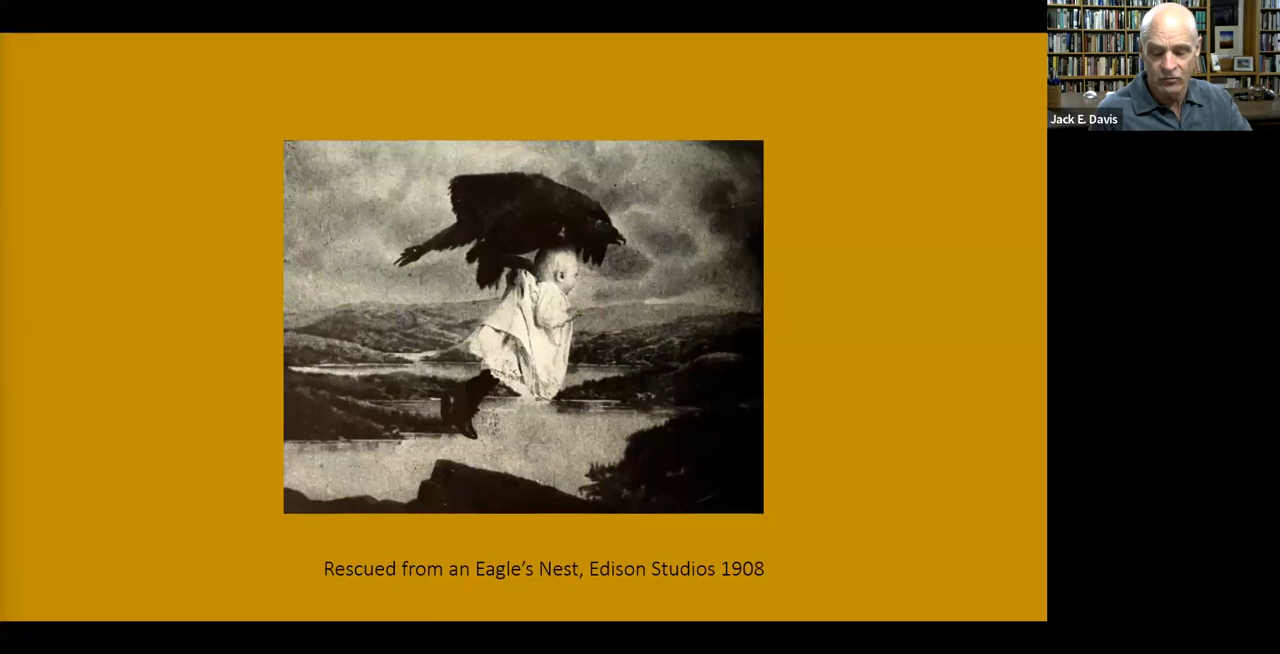 Jack E. Davis
Rescued from an Eagle’s Nest, Edison Studios 1908